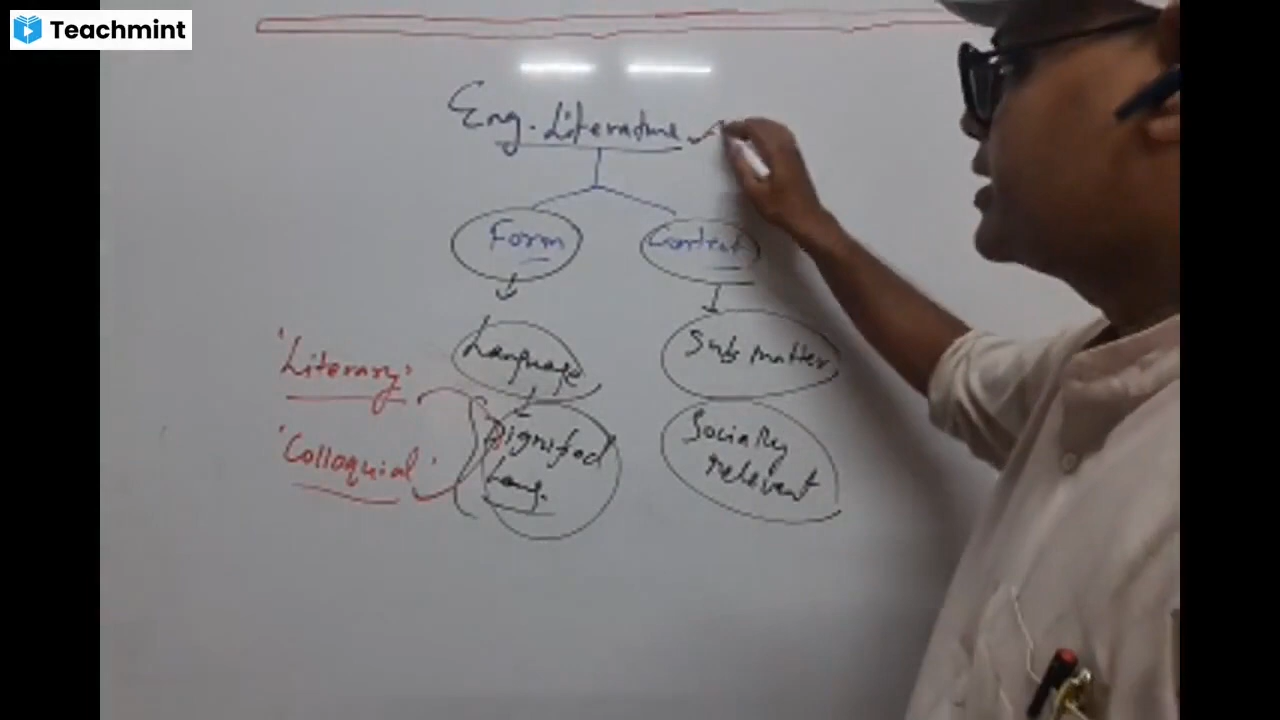 Teachmint
Eng. Literature
Form
Content
Language
Sub matter
'Literary'
Dignified
Lang.
Socially
relevant
'Colloquial'